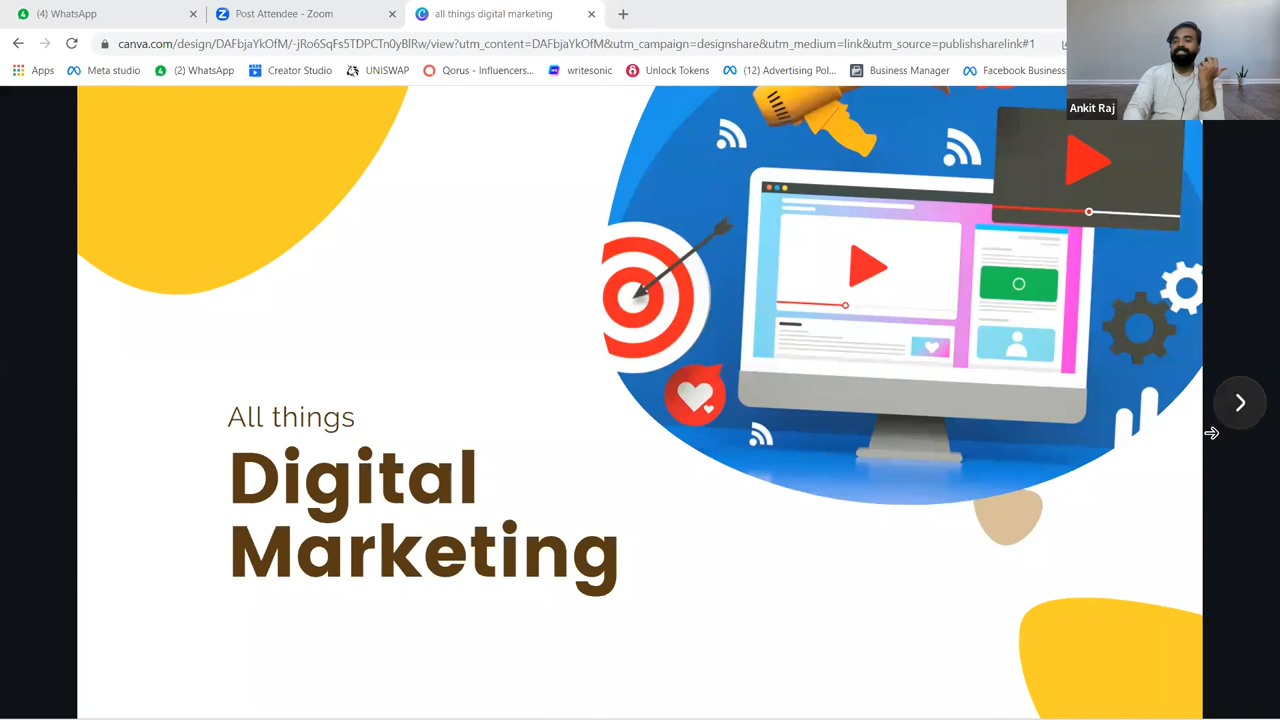 (4) WhatsApp
Post Attendee - Zoom
all things digital marketing
canva.com/design/DAFbjaYkOfM/-jRo6SqFs5TDPCTn0yBlRw/view?utm_content=DAFbjaYkOfM&utm_campaign=designshare&utm_medium=link&utm_source=publishsharelink#1
Apps
Meta studio
(2) WhatsApp
Creator Studio
UNISWAP
Qorus - Influencers...
writesonic
Unlock Tokens
(12) Advertising Pol...
Business Manager
Facebook Business
Ankit Raj
All things
Digital
Marketing